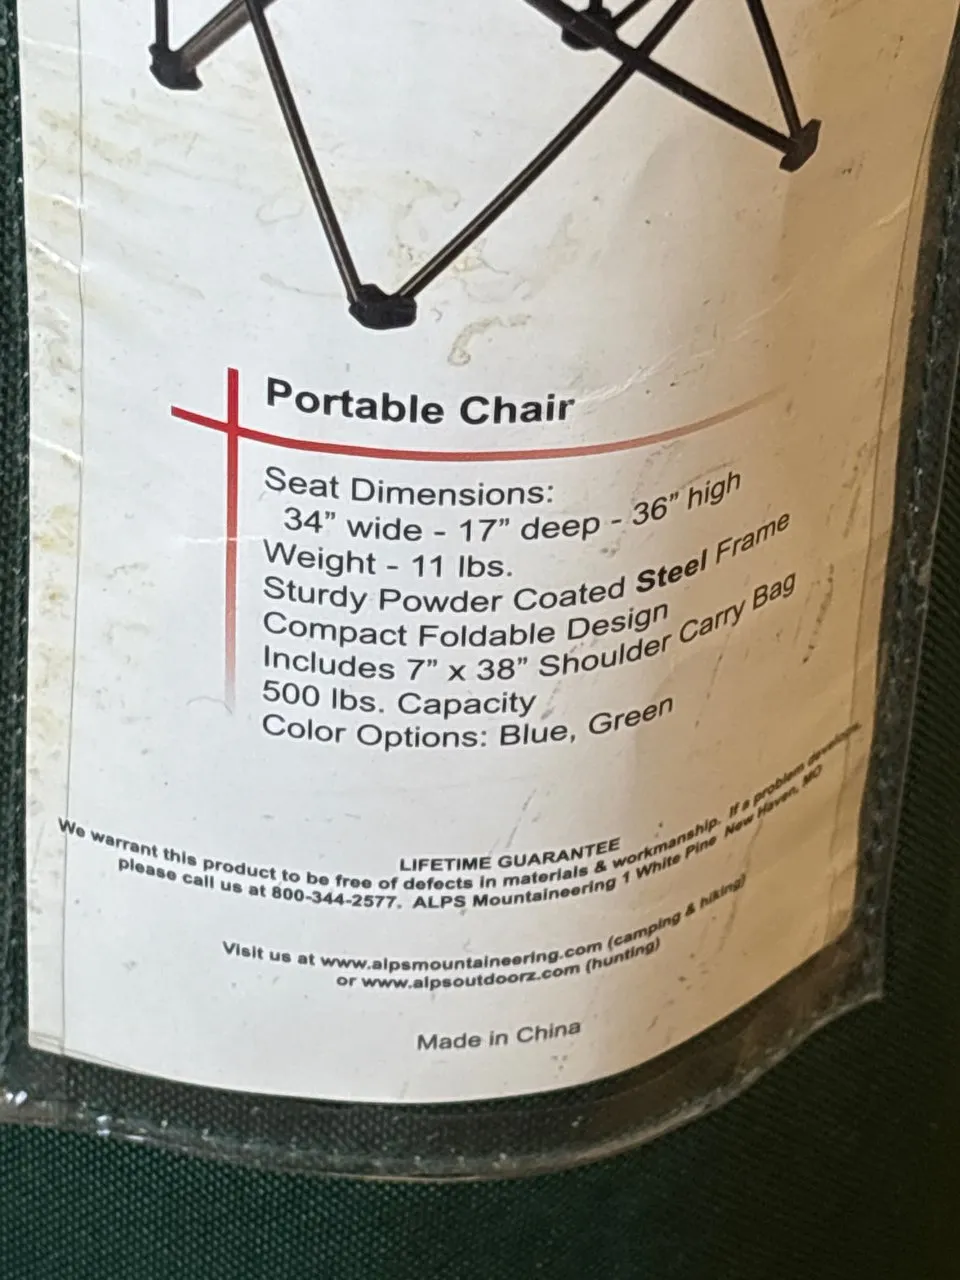 Portable Chair
Seat Dimensions:
34" wide - 17" deep - 36" high
Weight - 11 lbs.
Sturdy Powder Coated Steel Frame
Compact Foldable Design
Includes 7" x 38" Shoulder Carry Bag
500 lbs. Capacity
Color Options: Blue, Green
LIFETIME GUARANTEE
We warrant this product to be free of defects in materials & workmanship. If a problem develops,
please call us at 800-344-2577. ALPS Mountaineering 1 White Pine New Haven, MO
Visit us at www.alpsmountaineering.com (camping & hiking)
or www.alpsoutdoorz.com (hunting)
Made in China